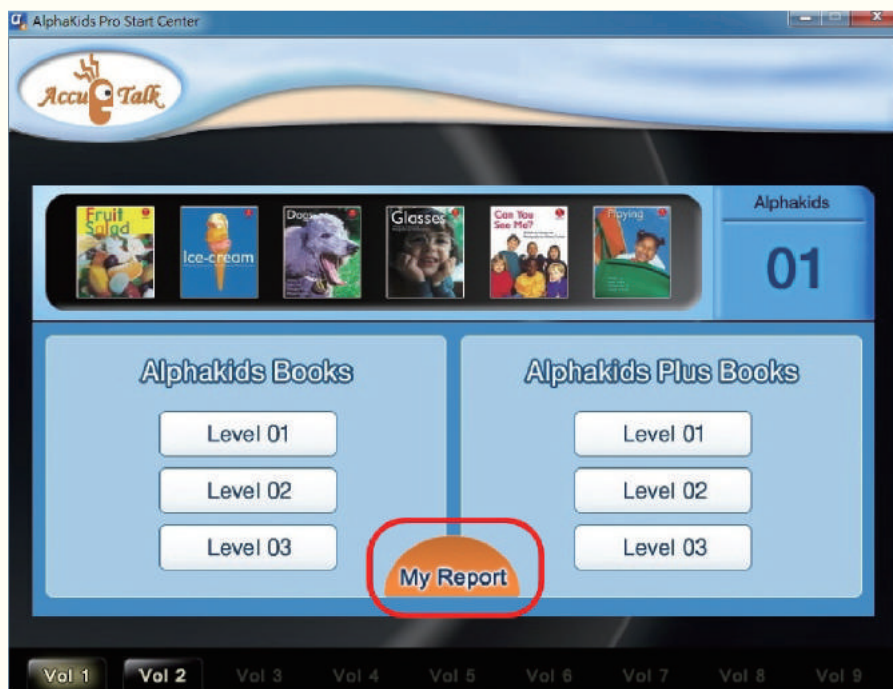 AlphaKids Pro Start Center
Accu Talk
Fruit
Salad
Ice-cream
Dogs
Glasses
Can You
See Me?
Playing
Alphakids
01
Alphakids Books
Alphakids Plus Books
Level 01
Level 02
Level 03
Level 01
Level 02
Level 03
My Report
Vol 1 Vol 2 Vol 3 Vol 4 Vol 5 Vol 6 Vol 7 Vol 8 Vol 9